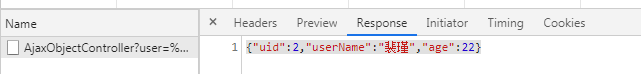 Name
Headers Preview Response Initiator Timing Cookies
AjaxObjectController?user=%...
1 {"uid":2,"userName":"裴瑾","age":22}